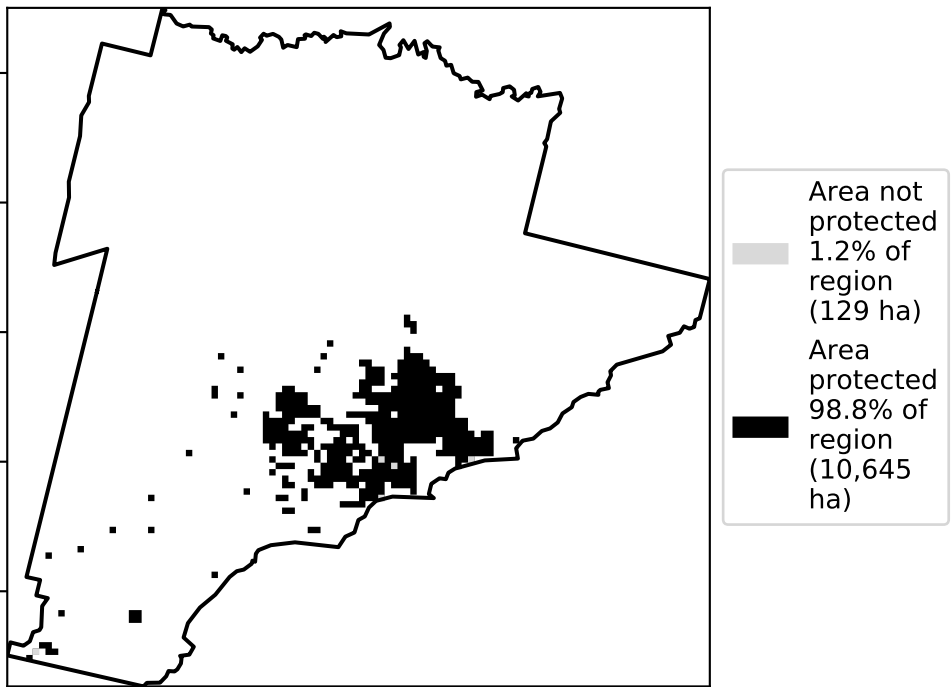 Area not
protected
1.2% of
region
(129 ha)
Area
protected
98.8% of
region
(10,645
ha)